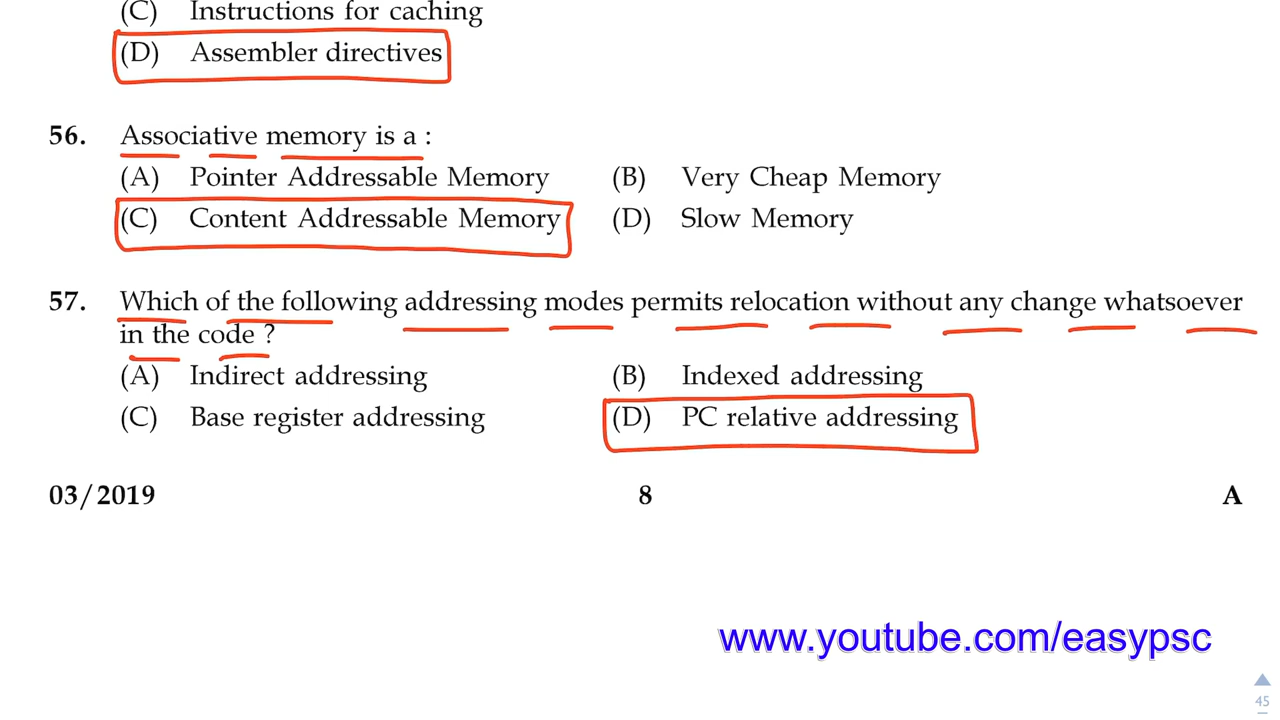 (C) Instructions for caching
(D) Assembler directives
56. Associative memory is a :
(A) Pointer Addressable Memory (B) Very Cheap Memory
(C) Content Addressable Memory (D) Slow Memory
57. Which of the following addressing modes permits relocation without any change whatsoever
in the code ?
(A) Indirect addressing (B) Indexed addressing
(C) Base register addressing (D) PC relative addressing
03/2019 8 A
www.youtube.com/easypsc
45